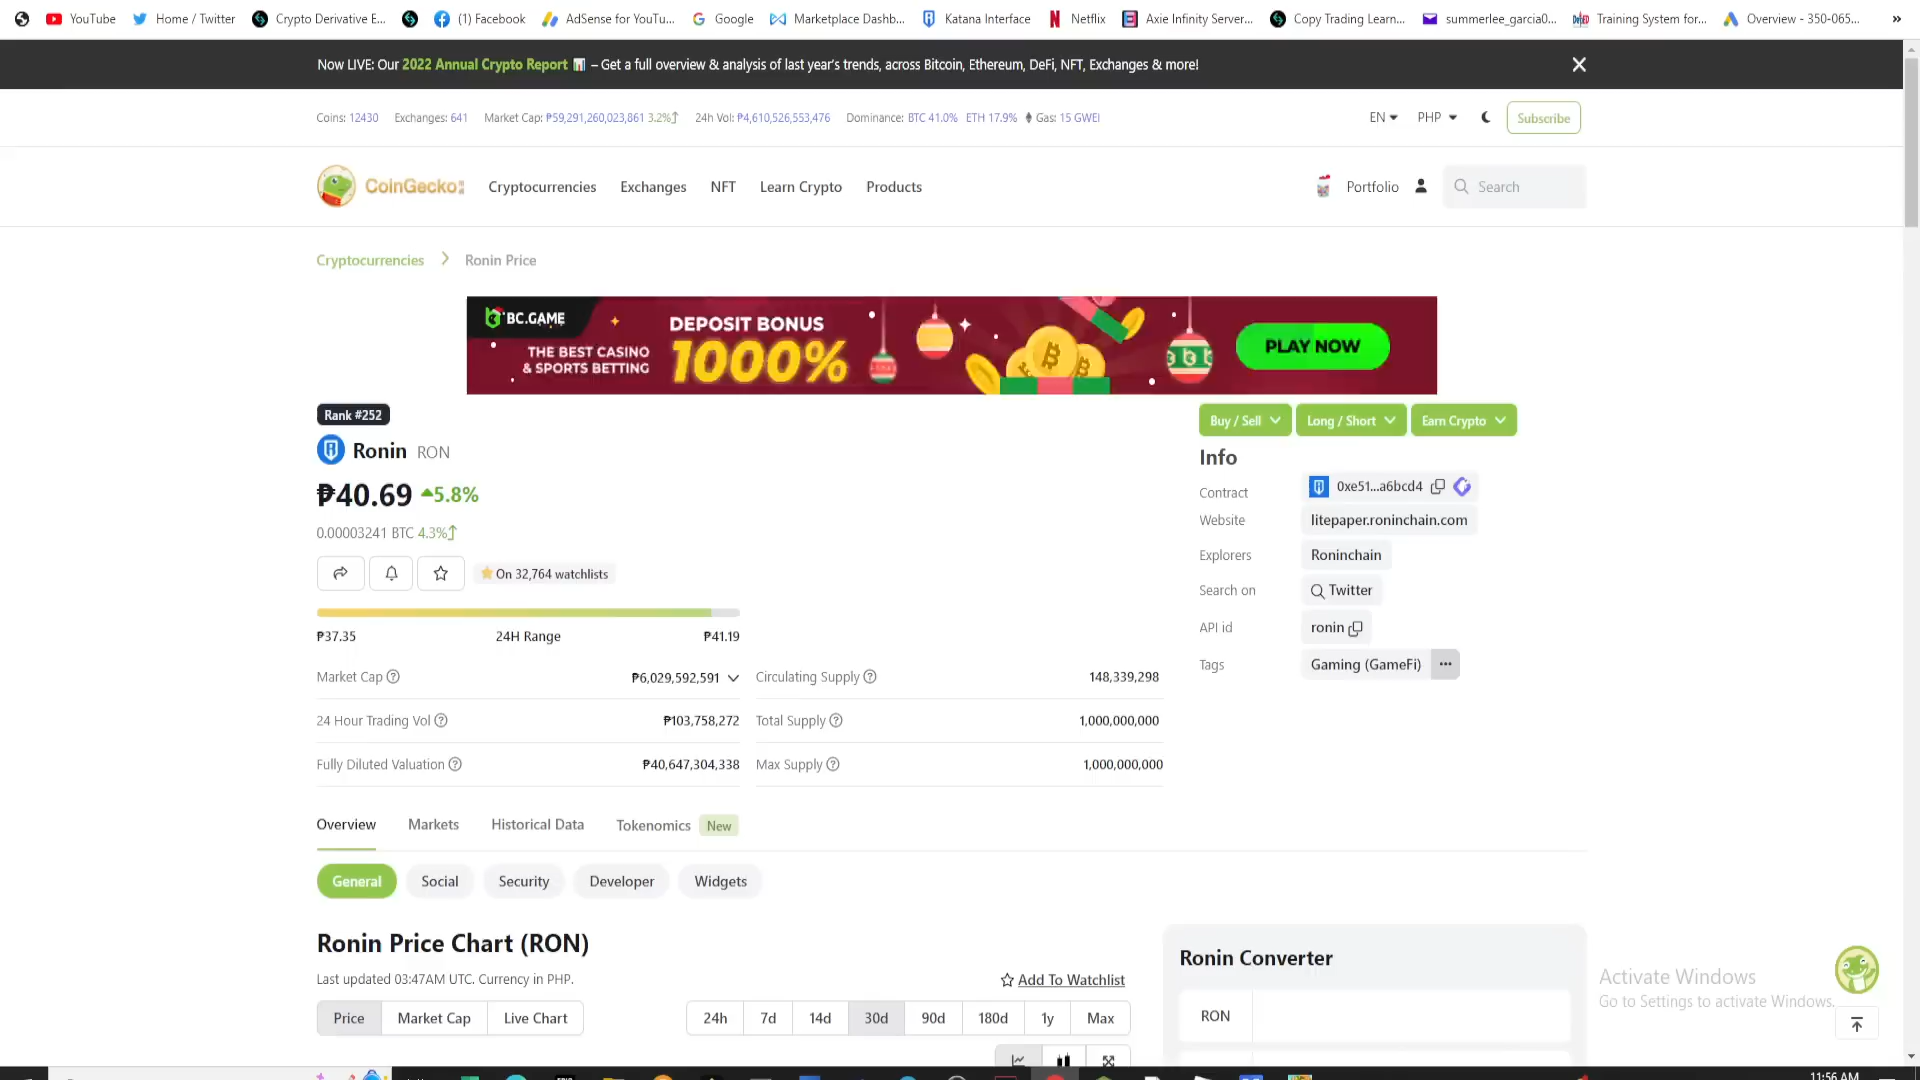 YouTube Home / Twitter Crypto Derivative E... (1) Facebook AdSense for YouTu... Google Marketplace Dashb... Katana Interface Netflix Axie Infinity Server... Copy Trading Learn... summerlee_garcia0... Training System for... Overview - 350-065... »
Now LIVE: Our 2022 Annual Crypto Report 📊 – Get a full overview & analysis of last year's trends, across Bitcoin, Ethereum, DeFi, NFT, Exchanges & more!
Coins: 12430 Exchanges: 641 Market Cap: ₱59,291,260,023,861 3.2% 24h Vol: ₱4,610,526,553,476 Dominance: BTC 41.0% ETH 17.9% Gas: 15 GWEI
EN PHP Subscribe
CoinGecko Cryptocurrencies Exchanges NFT Learn Crypto Products Portfolio Search
Cryptocurrencies Ronin Price
BC.GAME
THE BEST CASINO
& SPORTS BETTING
DEPOSIT BONUS
1000%
PLAY NOW
Rank #252
Ronin RON
₱40.69 5.8%
0.00003241 BTC 4.3%
On 32,764 watchlists
₱37.35 24H Range ₱41.19
Market Cap ₱6,029,592,591
24 Hour Trading Vol ₱103,758,272
Fully Diluted Valuation ₱40,647,304,338
Circulating Supply 148,339,298
Total Supply 1,000,000,000
Max Supply 1,000,000,000
Buy / Sell Long / Short Earn Crypto
Info
Contract 0xe51...a6bcd4
Website litepaper.roninchain.com
Explorers Roninchain
Search on Twitter
API id ronin
Tags Gaming (GameFi) ...
Overview Markets Historical Data Tokenomics New
General Social Security Developer Widgets
Ronin Price Chart (RON)
Last updated 03:47AM UTC. Currency in PHP.
Add To Watchlist
Price Market Cap Live Chart
24h 7d 14d 30d 90d 180d 1y Max
Ronin Converter
RON
Activate Windows
Go to Settings to activate Windows.
11:56 AM